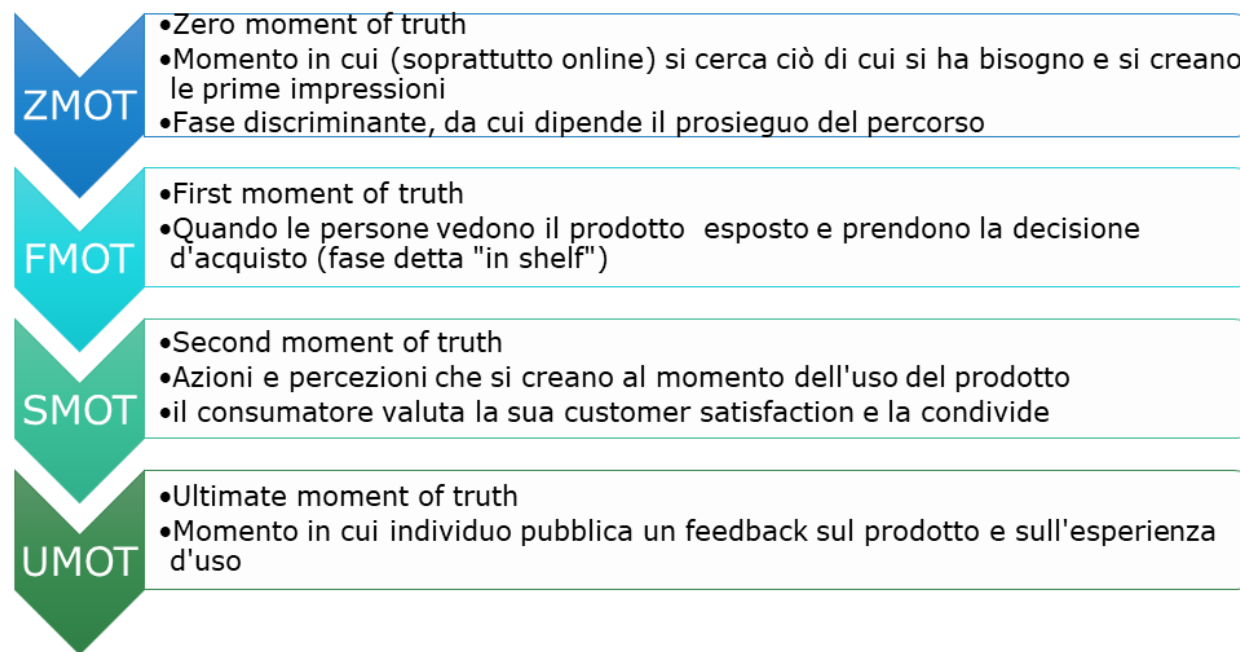 ZMOT
•Zero moment of truth
•Momento in cui (soprattutto online) si cerca ciò di cui si ha bisogno e si creano
le prime impressioni
•Fase discriminante, da cui dipende il prosieguo del percorso
FMOT
•First moment of truth
•Quando le persone vedono il prodotto  esposto e prendono la decisione
d'acquisto (fase detta "in shelf")
SMOT
•Second moment of truth
•Azioni e percezioni che si creano al momento dell'uso del prodotto
•il consumatore valuta la sua customer satisfaction e la condivide
UMOT
•Ultimate moment of truth
•Momento in cui individuo pubblica un feedback sul prodotto e sull'esperienza
d'uso